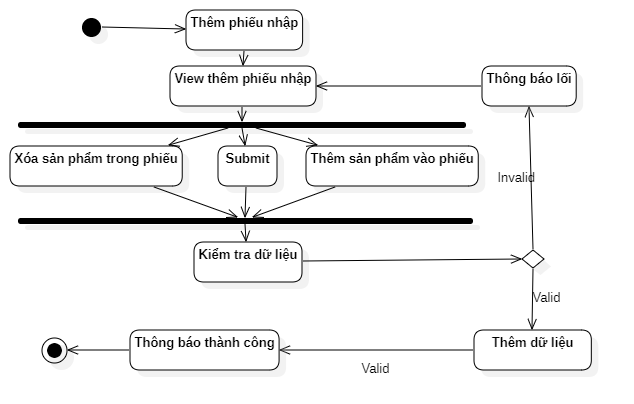 Thêm phiếu nhập
View thêm phiếu nhập
Thông báo lối
Xóa sản phẩm trong phiếu
Submit
Thêm sản phẩm vào phiếu
Invalid
Kiểm tra dữ liệu
Valid
Thông báo thành công
Thêm dữ liệu
Valid